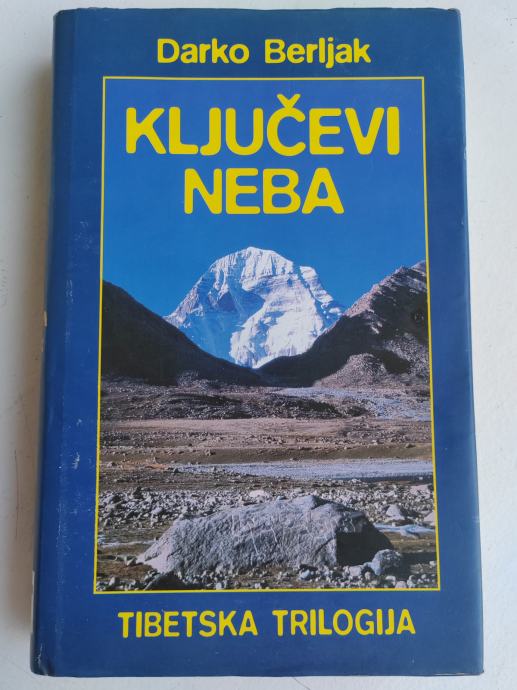 Darko Berljak
KLJUČEVI
NEBA
TIBETSKA TRILOGIJA